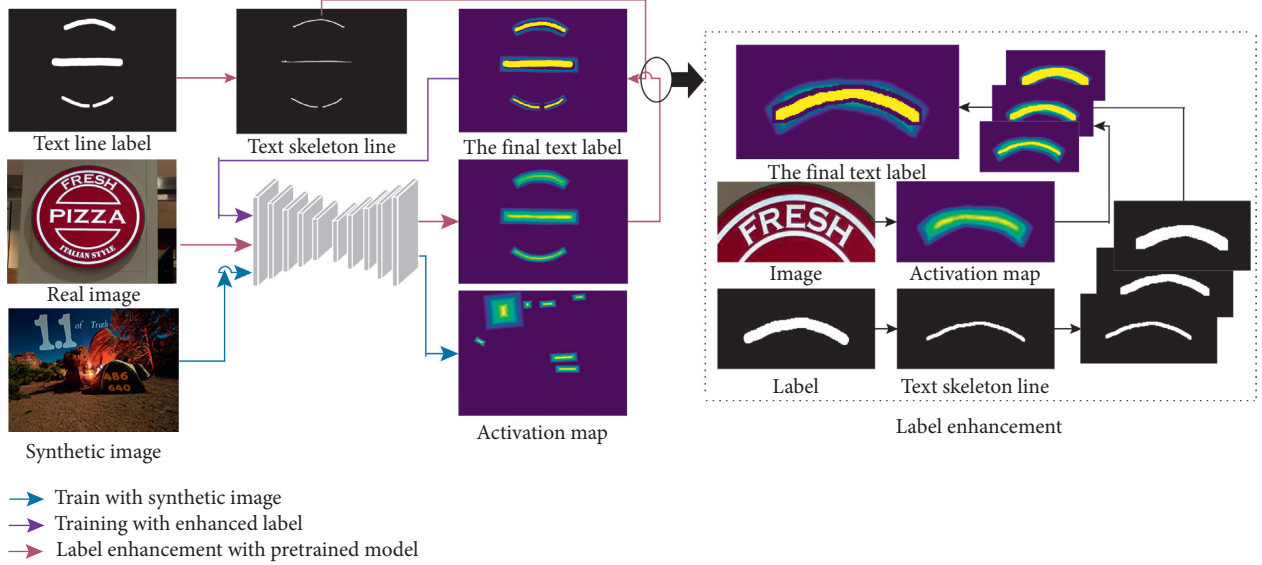 Text line label
Text skeleton line
The final text label
FRESH
PIZZA
ITALIAN STYLE
Real image
1.1
of Truth
486
640
Synthetic image
Activation map
Train with synthetic image
Training with enhanced label
Label enhancement with pretrained model
The final text label
FRESH
Image
Activation map
Label
Text skeleton line
Label enhancement